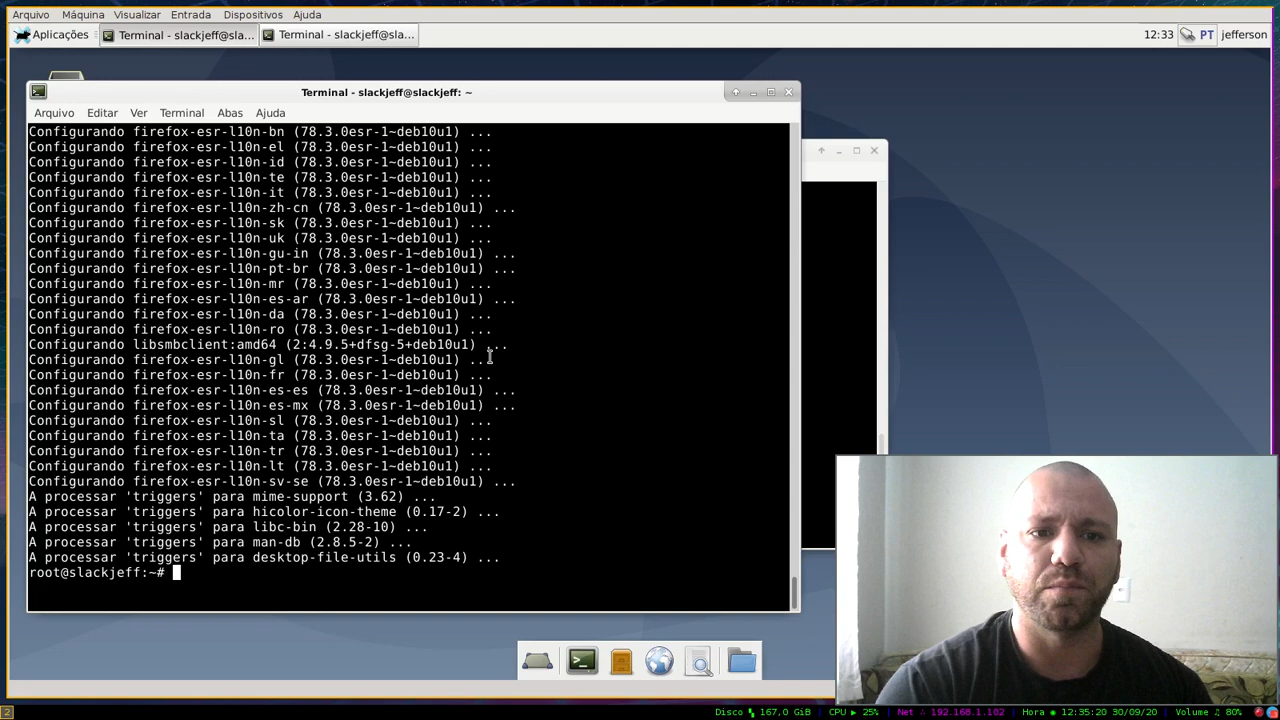 Arquivo Máquina Visualizar Entrada Dispositivos Ajuda
Aplicações Terminal - slackjeff@sla... Terminal - slackjeff@sla... 12:33 PT jefferson
Terminal - slackjeff@slackjeff: ~
Arquivo Editar Ver Terminal Abas Ajuda
Configurando firefox-esr-l10n-bn (78.3.0esr-1~deb10u1) ...
Configurando firefox-esr-l10n-el (78.3.0esr-1~deb10u1) ...
Configurando firefox-esr-l10n-id (78.3.0esr-1~deb10u1) ...
Configurando firefox-esr-l10n-te (78.3.0esr-1~deb10u1) ...
Configurando firefox-esr-l10n-it (78.3.0esr-1~deb10u1) ...
Configurando firefox-esr-l10n-zh-cn (78.3.0esr-1~deb10u1) ...
Configurando firefox-esr-l10n-sk (78.3.0esr-1~deb10u1) ...
Configurando firefox-esr-l10n-uk (78.3.0esr-1~deb10u1) ...
Configurando firefox-esr-l10n-gu-in (78.3.0esr-1~deb10u1) ...
Configurando firefox-esr-l10n-pt-br (78.3.0esr-1~deb10u1) ...
Configurando firefox-esr-l10n-mr (78.3.0esr-1~deb10u1) ...
Configurando firefox-esr-l10n-es-ar (78.3.0esr-1~deb10u1) ...
Configurando firefox-esr-l10n-da (78.3.0esr-1~deb10u1) ...
Configurando firefox-esr-l10n-ro (78.3.0esr-1~deb10u1) ...
Configurando libsmbclient:amd64 (2:4.9.5+dfsg-5+deb10u1) ...
Configurando firefox-esr-l10n-gl (78.3.0esr-1~deb10u1) ...
Configurando firefox-esr-l10n-fr (78.3.0esr-1~deb10u1) ...
Configurando firefox-esr-l10n-es-es (78.3.0esr-1~deb10u1) ...
Configurando firefox-esr-l10n-es-mx (78.3.0esr-1~deb10u1) ...
Configurando firefox-esr-l10n-sl (78.3.0esr-1~deb10u1) ...
Configurando firefox-esr-l10n-ta (78.3.0esr-1~deb10u1) ...
Configurando firefox-esr-l10n-tr (78.3.0esr-1~deb10u1) ...
Configurando firefox-esr-l10n-lt (78.3.0esr-1~deb10u1) ...
Configurando firefox-esr-l10n-sv-se (78.3.0esr-1~deb10u1) ...
A processar 'triggers' para mime-support (3.62) ...
A processar 'triggers' para hicolor-icon-theme (0.17-2) ...
A processar 'triggers' para libc-bin (2.28-10) ...
A processar 'triggers' para man-db (2.8.5-2) ...
A processar 'triggers' para desktop-file-utils (0.23-4) ...
root@slackjeff:~#
2 Disco 167,0 GiB CPU 25% Net 192.168.1.102 Hora 12:35:20 30/09/20 Volume 80%